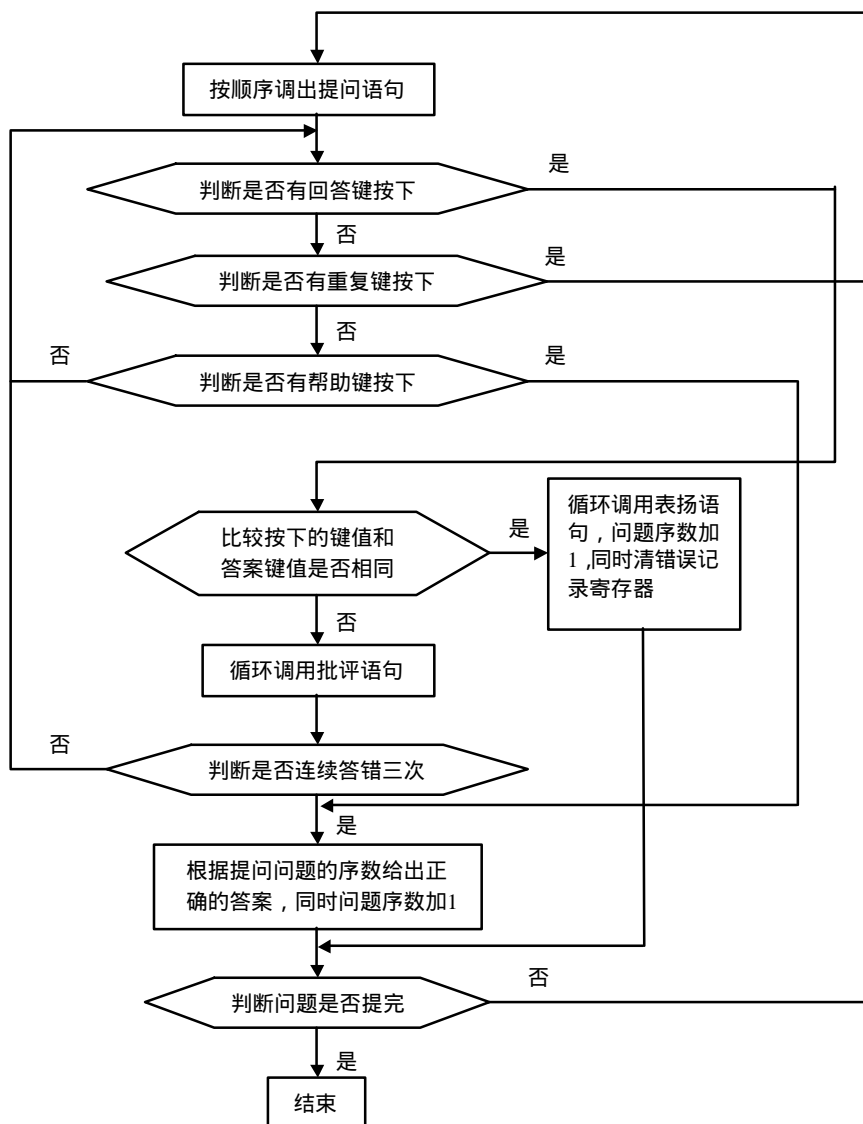 按顺序调出提问语句
判断是否有回答键按下
是
否
判断是否有重复键按下
是
否
判断是否有帮助键按下
否
是
比较按下的键值和
答案键值是否相同
是
循环调用表扬语
句，问题序数加
1 ,同时清错误记
录寄存器
否
循环调用批评语句
判断是否连续答错三次
否
是
根据提问问题的序数给出正
确的答案，同时问题序数加1
判断问题是否提完
否
是
结束